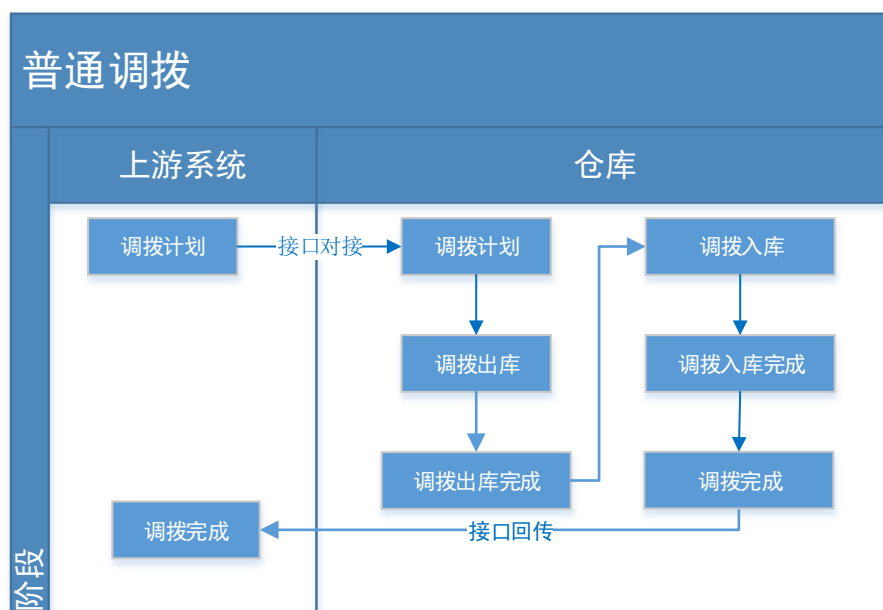 普通调拨
上游系统
仓库
调拨计划
接口对接
调拨计划
调拨入库
调拨出库
调拨入库完成
调拨出库完成
调拨完成
调拨完成
接口回传
阶段